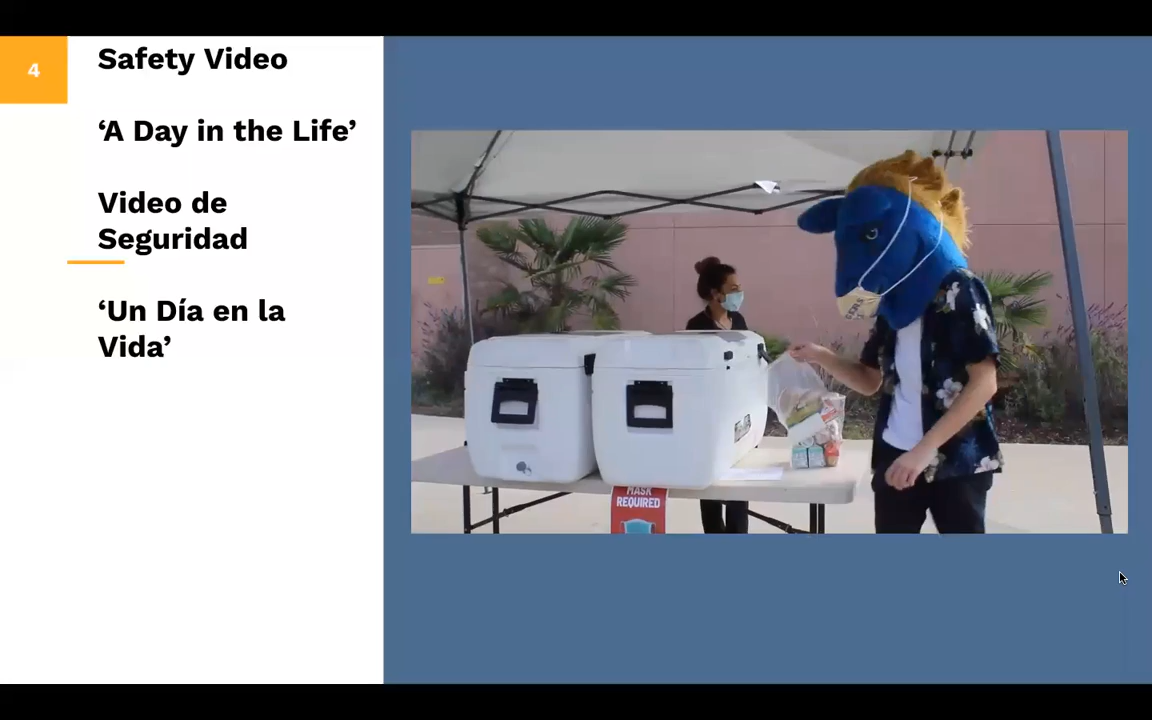 4
Safety Video
‘A Day in the Life’
Video de
Seguridad
‘Un Día en la
Vida’
MASK
REQUIRED